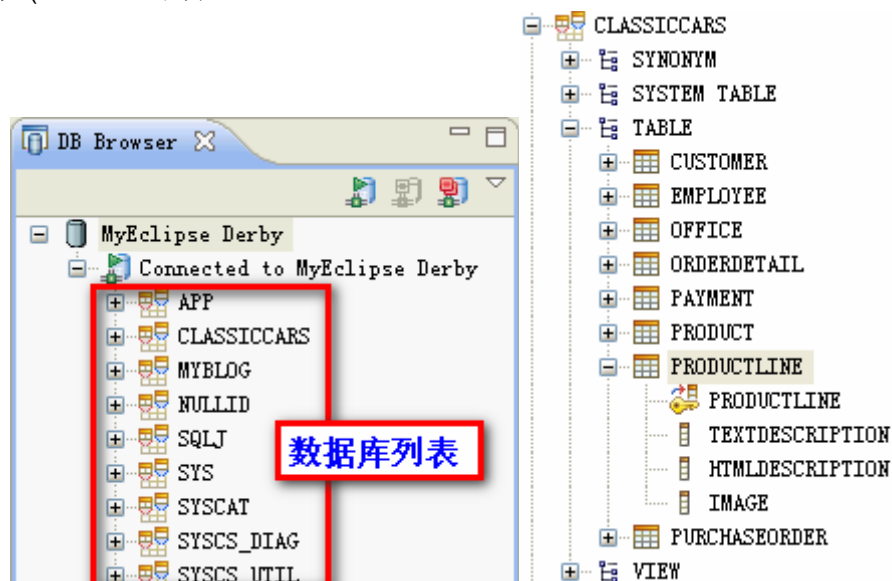 DB Browser
MyEclipse Derby
Connected to MyEclipse Derby
APP
CLASSICCARS
MYBLOG
NULLID
SQLJ
SYS
SYSCAT
SYSCS_DIAG
SYSCS_UTIL
数据库列表
CLASSICCARS
SYNONYM
SYSTEM TABLE
TABLE
CUSTOMER
EMPLOYEE
OFFICE
ORDERDETAIL
PAYMENT
PRODUCT
PRODUCTLINE
PRODUCTLINE
TEXTDESCRIPTION
HTMLDESCRIPTION
IMAGE
PURCHASEORDER
VIEW